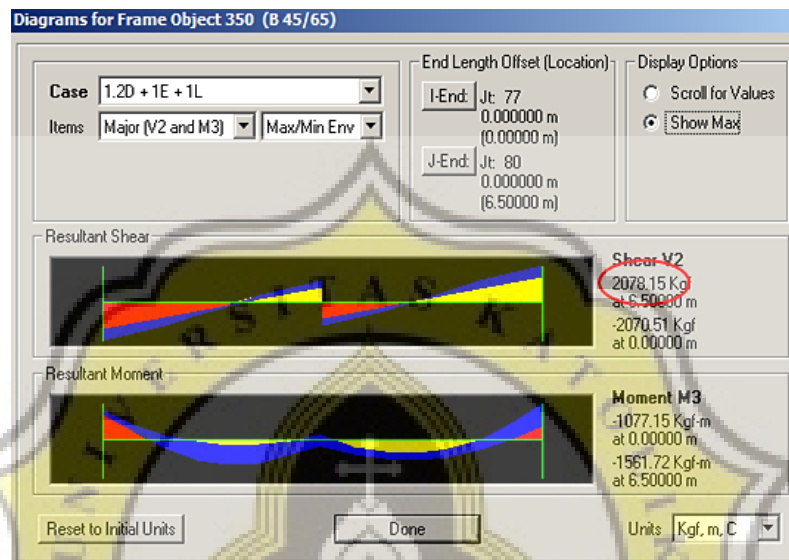 Diagrams for Frame Object 350 (B 45/65)
Case 1.2D + 1E + 1L
Items Major (V2 and M3) Max/Min Env
End Length Offset (Location)
I-End: Jt: 77
0.000000 m
(0.00000 m)
J-End: Jt: 80
0.000000 m
(6.50000 m)
Display Options
Scroll for Values
Show Max
Resultant Shear
Shear V2
2078.15 Kgf
at 6.50000 m
-2070.51 Kgf
at 0.00000 m
Resultant Moment
Moment M3
-1077.15 Kgf-m
at 0.00000 m
-1561.72 Kgf-m
at 6.50000 m
Reset to Initial Units
Done
Units Kgf, m, C